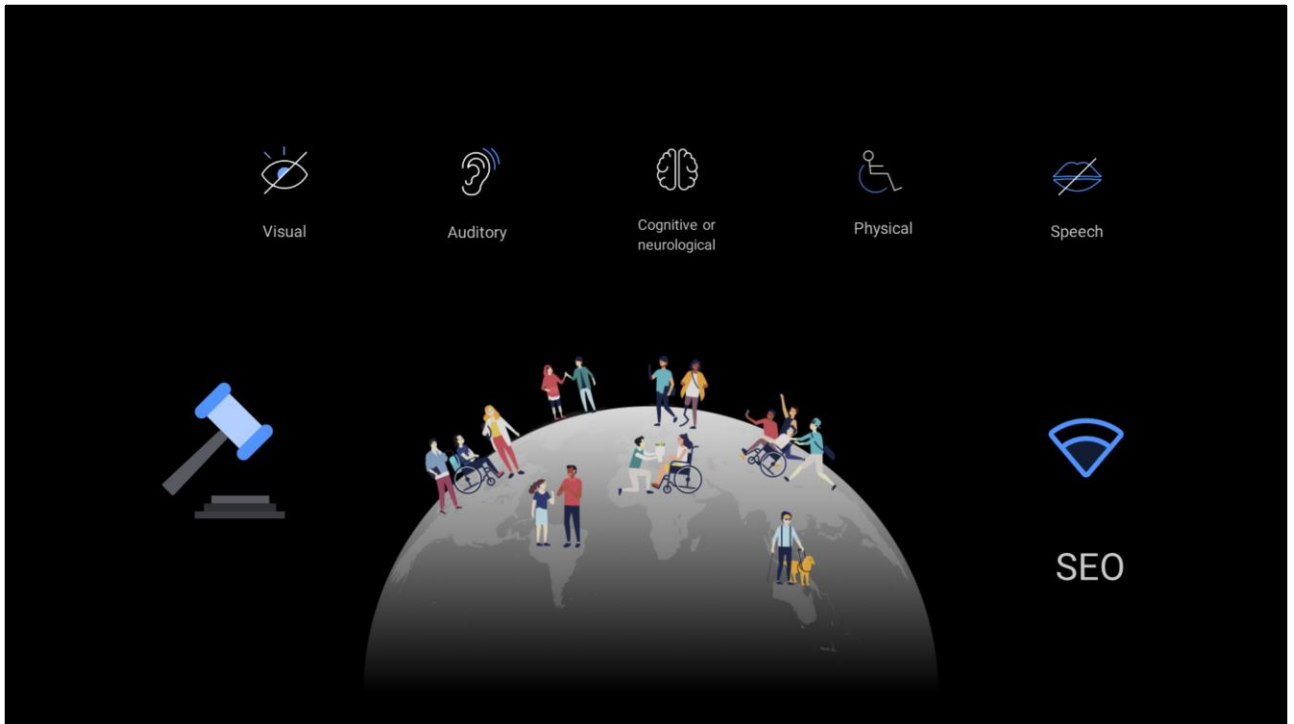 Visual
Auditory
Cognitive or
neurological
Physical
Speech
SEO